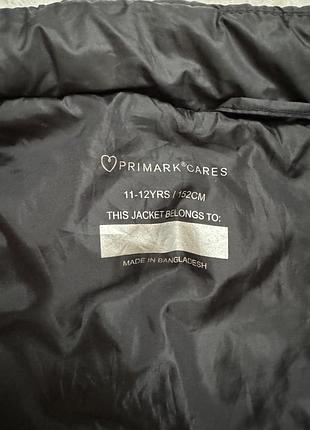 PRIMARK® CARES
11-12YRS / 152CM
THIS JACKET BELONGS TO:
MADE IN BANGLADESH